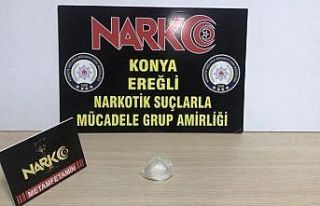 NARKO
KONYA
EREĞLİ
NARKOTİK SUÇLARLA
MÜCADELE GRUP AMİRLİĞİ
NARKO
METAMFETAMİN